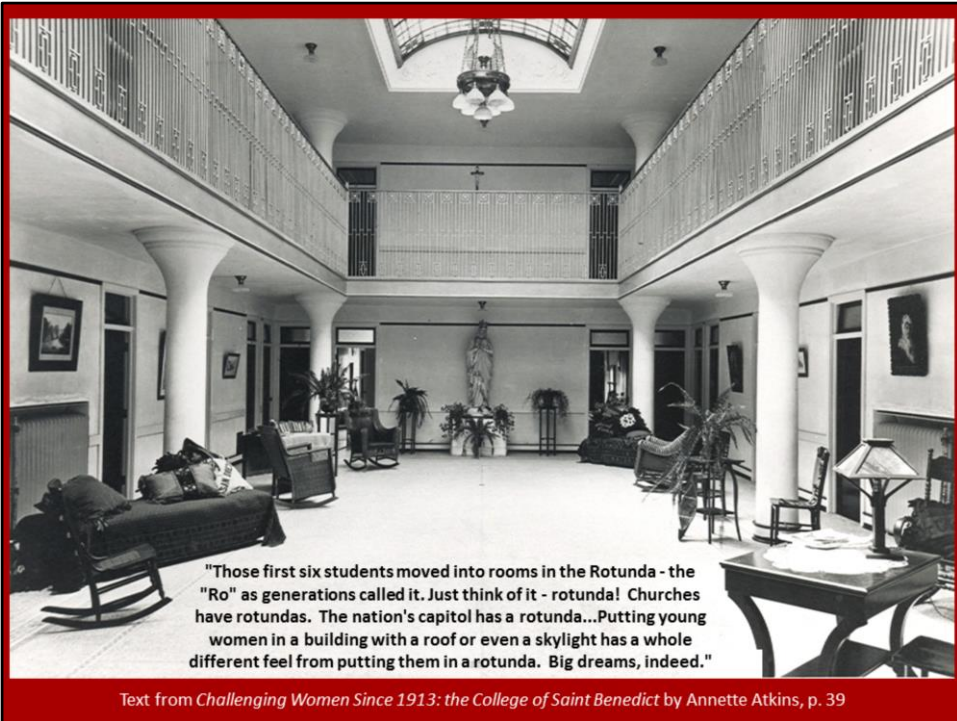 "Those first six students moved into rooms in the Rotunda - the
"Ro" as generations called it. Just think of it - rotunda! Churches
have rotundas. The nation's capitol has a rotunda...Putting young
women in a building with a roof or even a skylight has a whole
different feel from putting them in a rotunda. Big dreams, indeed."
Text from Challenging Women Since 1913: the College of Saint Benedict by Annette Atkins, p. 39